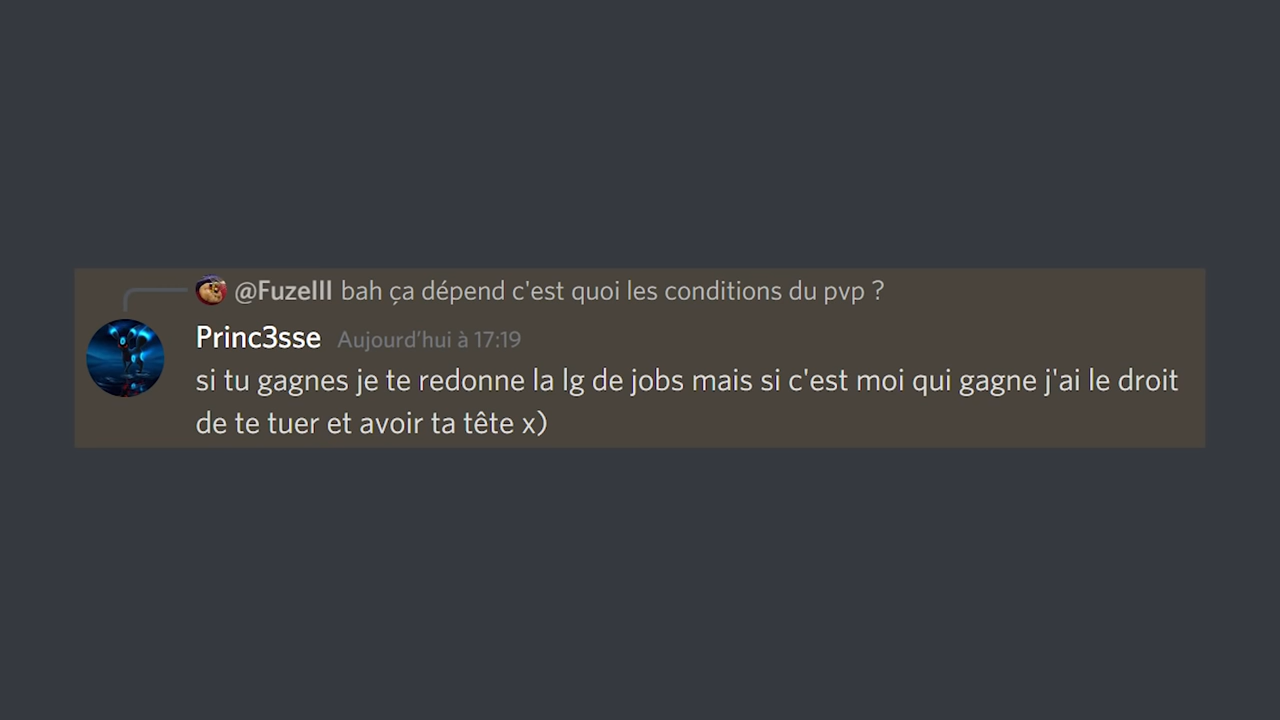 @Fuzelll bah ça dépend c'est quoi les conditions du pvp ?
Princ3sse Aujourd'hui à 17:19
si tu gagnes je te redonne la lg de jobs mais si c'est moi qui gagne j'ai le droit
de te tuer et avoir ta tête x)